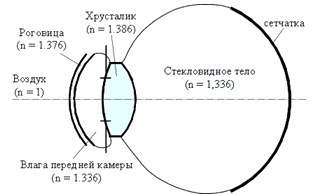 Хрусталик
(n = 1.386)
Роговица
(n = 1.376)
сетчатка
Воздух
(n = 1)
Стекловидное тело
(n = 1,336)
Влага передней камеры
(n = 1.336)